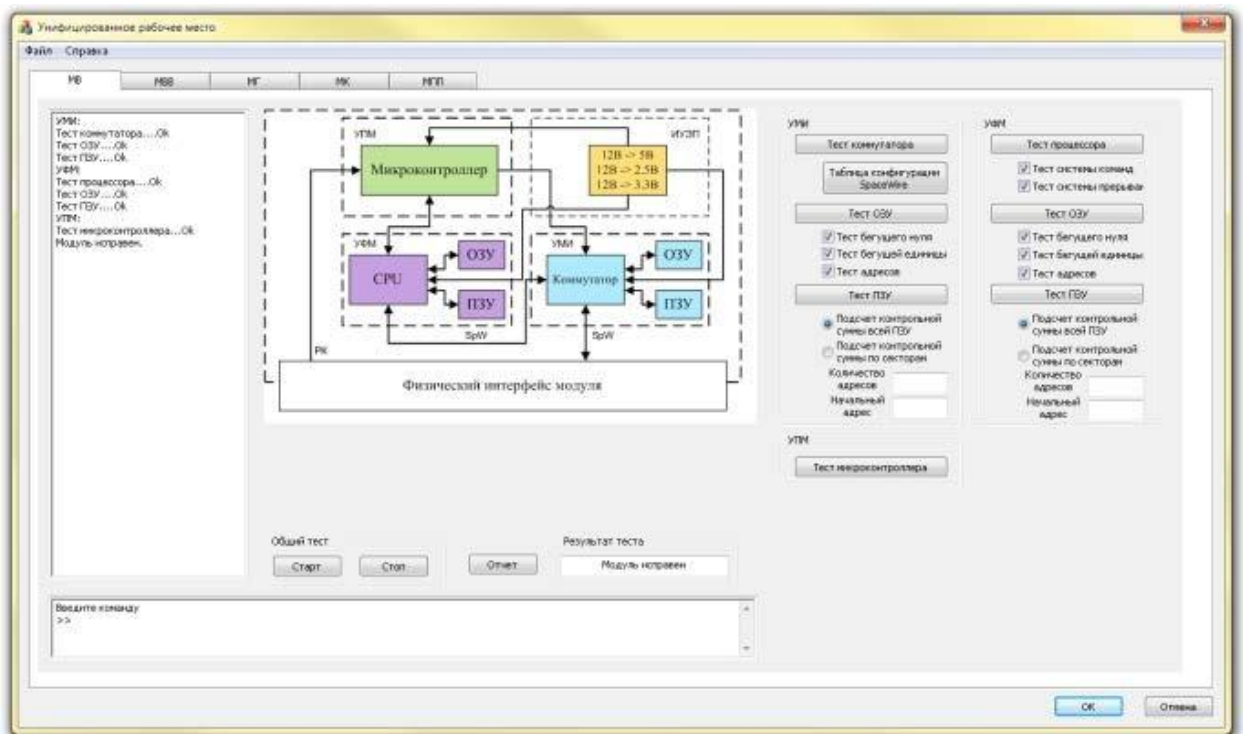 Унифицированное рабочее место
Файл Справка
МВ МВВ МГ МК МПП
УМИ:
Тест коммутатора....Ok
Тест ОЗУ....Ok
Тест ПЗУ....Ok
УФМ:
Тест процессора....Ok
Тест ОЗУ....Ok
Тест ПЗУ....Ok
УПМ:
Тест микроконтроллера...Ok
Модуль исправен.
УПМ
Микроконтроллер
ИУЭП
12В -> 5В
12В -> 2.5В
12В -> 3.3В
УФМ
CPU
ОЗУ
ПЗУ
УМИ
Коммутатор
ОЗУ
ПЗУ
SpW
SpW
РК
Физический интерфейс модуля
УМИ
Тест коммутатора
Таблица конфигурации
SpaceWire
Тест ОЗУ
Тест бегущего нуля
Тест бегущей единицы
Тест адресов
Тест ПЗУ
Подсчет контрольной
суммы всей ПЗУ
Подсчет контрольной
суммы по секторам
Количество
адресов
Начальный
адрес
УФМ
Тест процессора
Тест системы команд
Тест системы прерыван
Тест ОЗУ
Тест бегущего нуля
Тест бегущей единицы
Тест адресов
Тест ПЗУ
Подсчет контрольной
суммы всей ПЗУ
Подсчет контрольной
суммы по секторам
Количество
адресов
Начальный
адрес
УПМ
Тест микроконтроллера
Общий тест
Старт Стоп
Отчет
Результат теста
Модуль исправен
Введите команду
>>
OK Отмена